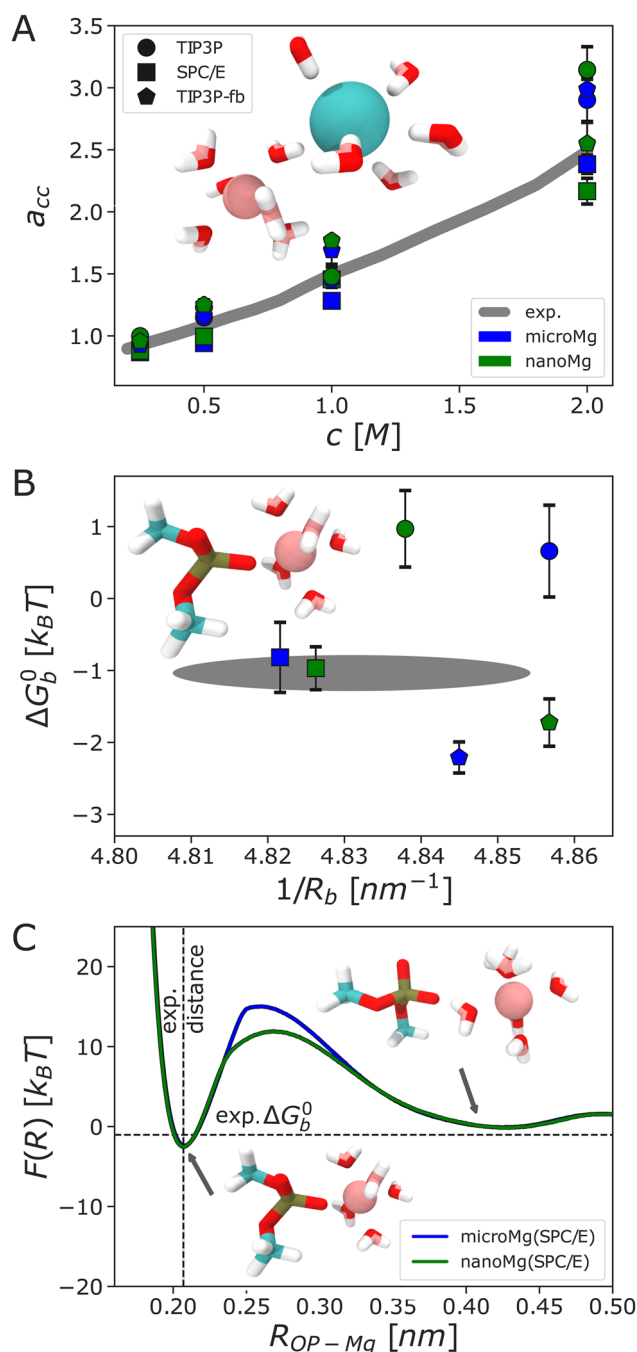 A
3.5
3.0
2.5
2.0
1.5
1.0
a_cc
TIP3P
SPC/E
TIP3P-fb
exp.
microMg
nanoMg
0.5
1.0
1.5
2.0
c [M]
B
1
0
−1
−2
−3
ΔG_b^0 [k_BT]
4.80
4.81
4.82
4.83
4.84
4.85
4.86
1/R_b [nm^−1]
C
20
10
0
−10
−20
F(R) [k_BT]
exp.
distance
exp. ΔG_b^0
microMg(SPC/E)
nanoMg(SPC/E)
0.20
0.25
0.30
0.35
0.40
0.45
0.50
R_OP−Mg [nm]